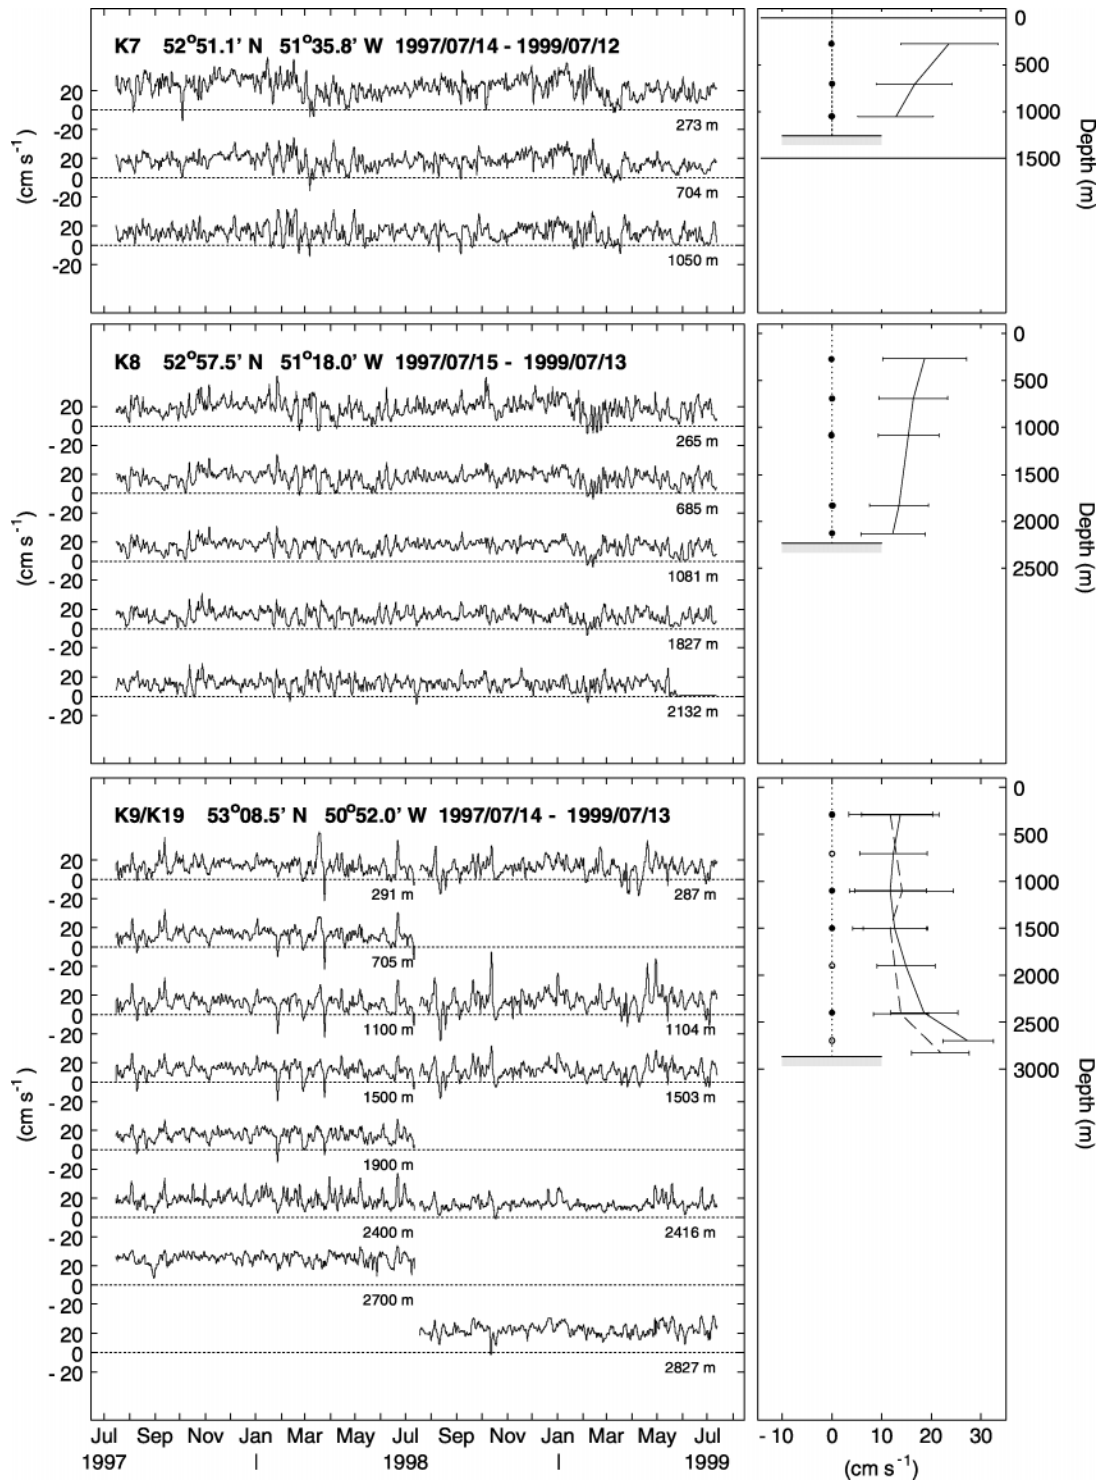 K7 52°51.1' N 51°35.8' W 1997/07/14 - 1999/07/12
20
0
-20
273 m
20
0
-20
704 m
20
0
-20
1050 m
(cm s⁻¹)
0
500
1000
1500
Depth (m)
K8 52°57.5' N 51°18.0' W 1997/07/15 - 1999/07/13
20
0
- 20
265 m
20
0
- 20
685 m
20
0
- 20
1081 m
20
0
- 20
1827 m
20
0
- 20
2132 m
(cm s⁻¹)
0
500
1000
1500
2000
2500
Depth (m)
K9/K19 53°08.5' N 50°52.0' W 1997/07/14 - 1999/07/13
20
0
- 20
291 m 287 m
20
0
- 20
705 m
20
0
- 20
1100 m 1104 m
20
0
- 20
1500 m 1503 m
20
0
- 20
1900 m
20
0
- 20
2400 m 2416 m
20
0
- 20
2700 m
20
0
- 20
2827 m
(cm s⁻¹)
0
500
1000
1500
2000
2500
3000
Depth (m)
Jul Sep Nov Jan Mar May Jul Sep Nov Jan Mar May Jul
1997 | 1998 | 1999
- 10 0 10 20 30
(cm s⁻¹)